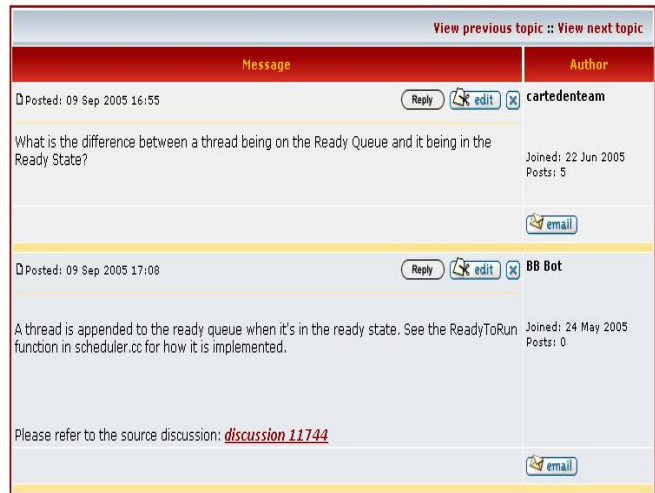 View previous topic :: View next topic
Message Author
Posted: 09 Sep 2005 16:55 Reply edit x cartedenteam
What is the difference between a thread being on the Ready Queue and it being in the
Ready State?
Joined: 22 Jun 2005
Posts: 5
email
Posted: 09 Sep 2005 17:08 Reply edit x BB Bot
A thread is appended to the ready queue when it's in the ready state. See the ReadyToRun
function in scheduler.cc for how it is implemented.
Joined: 24 May 2005
Posts: 0
Please refer to the source discussion: discussion 11744
email